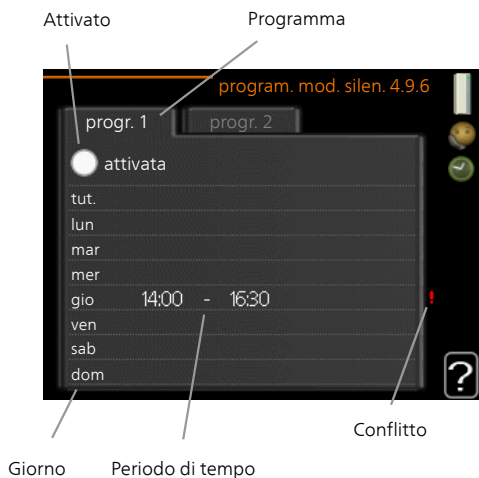 Attivato Programma
program. mod. silen. 4.9.6
progr. 1 progr. 2
attivata
tut.
lun
mar
mer
gio 14:00 - 16:30 !
ven
sab
dom
?
Conflitto
Giorno Periodo di tempo